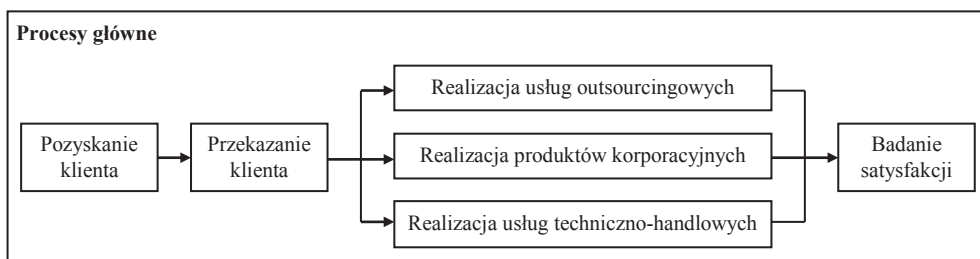 Procesy główne
Pozyskanie
klienta
Przekazanie
klienta
Realizacja usług outsourcingowych
Realizacja produktów korporacyjnych
Realizacja usług techniczno-handlowych
Badanie
satysfakcji